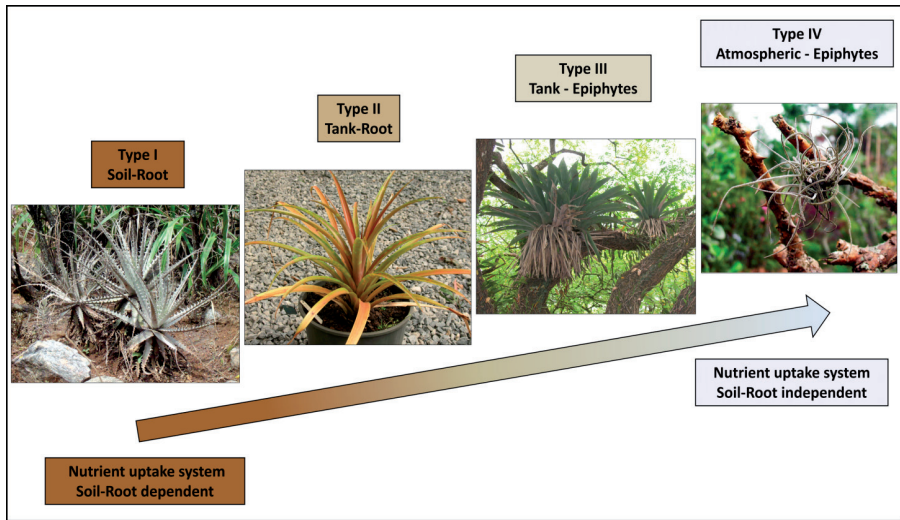 Type I
Soil-Root
Type II
Tank-Root
Type III
Tank - Epiphytes
Type IV
Atmospheric - Epiphytes
Nutrient uptake system
Soil-Root independent
Nutrient uptake system
Soil-Root dependent